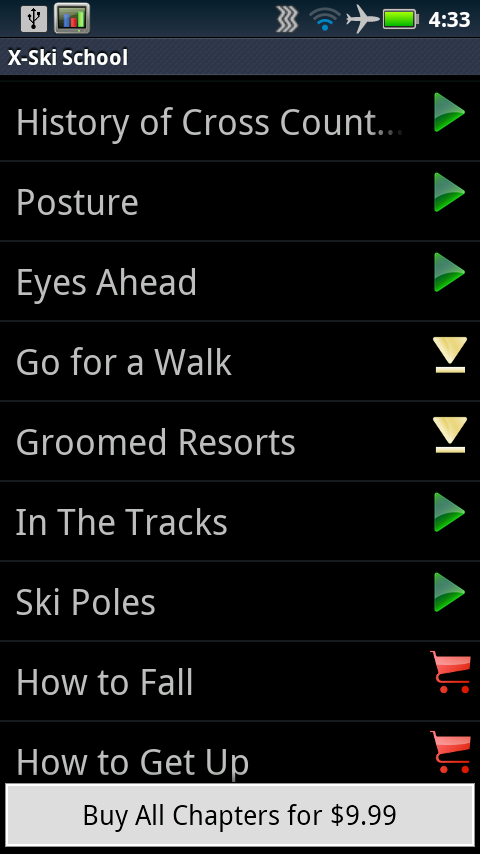 4:33
X-Ski School
History of Cross Count...
Posture
Eyes Ahead
Go for a Walk
Groomed Resorts
In The Tracks
Ski Poles
How to Fall
How to Get Up
Buy All Chapters for $9.99